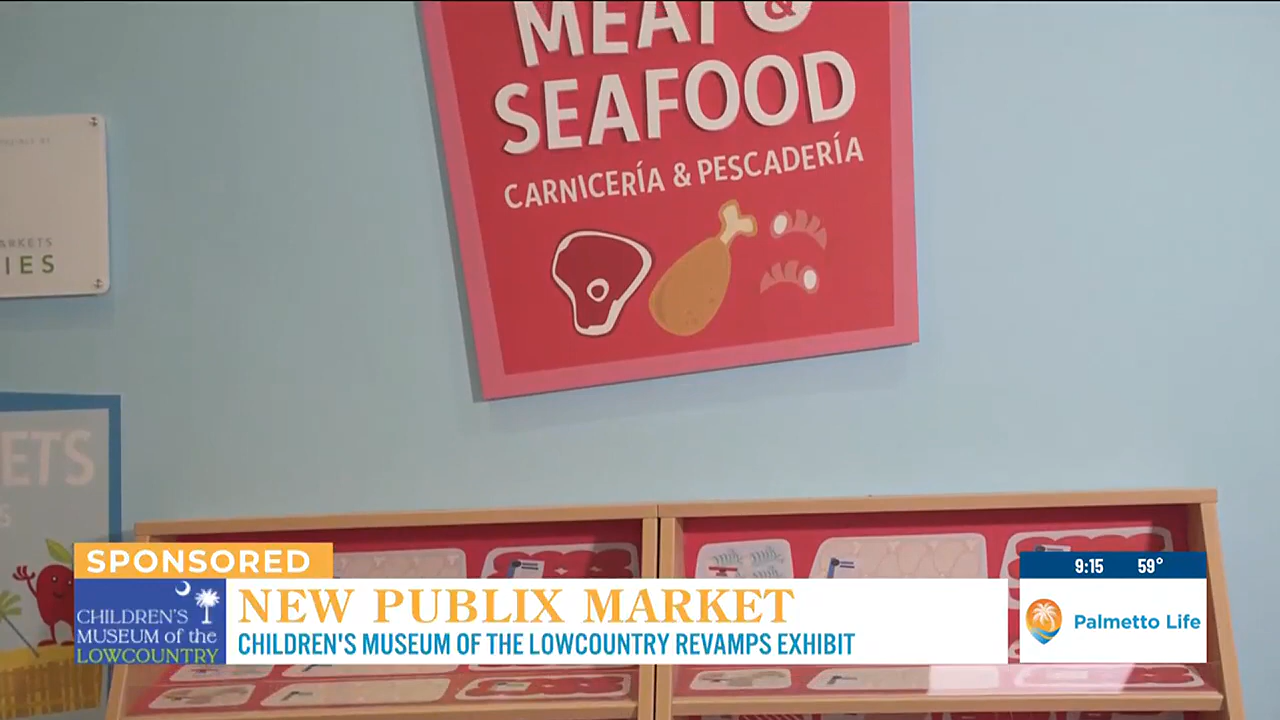 MEAT &
SEAFOOD
CARNICERÍA & PESCADERÍA
ARKETS
IES
ETS
S
SPONSORED
CHILDREN'S
MUSEUM of the
LOWCOUNTRY
NEW PUBLIX MARKET
CHILDREN'S MUSEUM OF THE LOWCOUNTRY REVAMPS EXHIBIT
9:15 59°
Palmetto Life